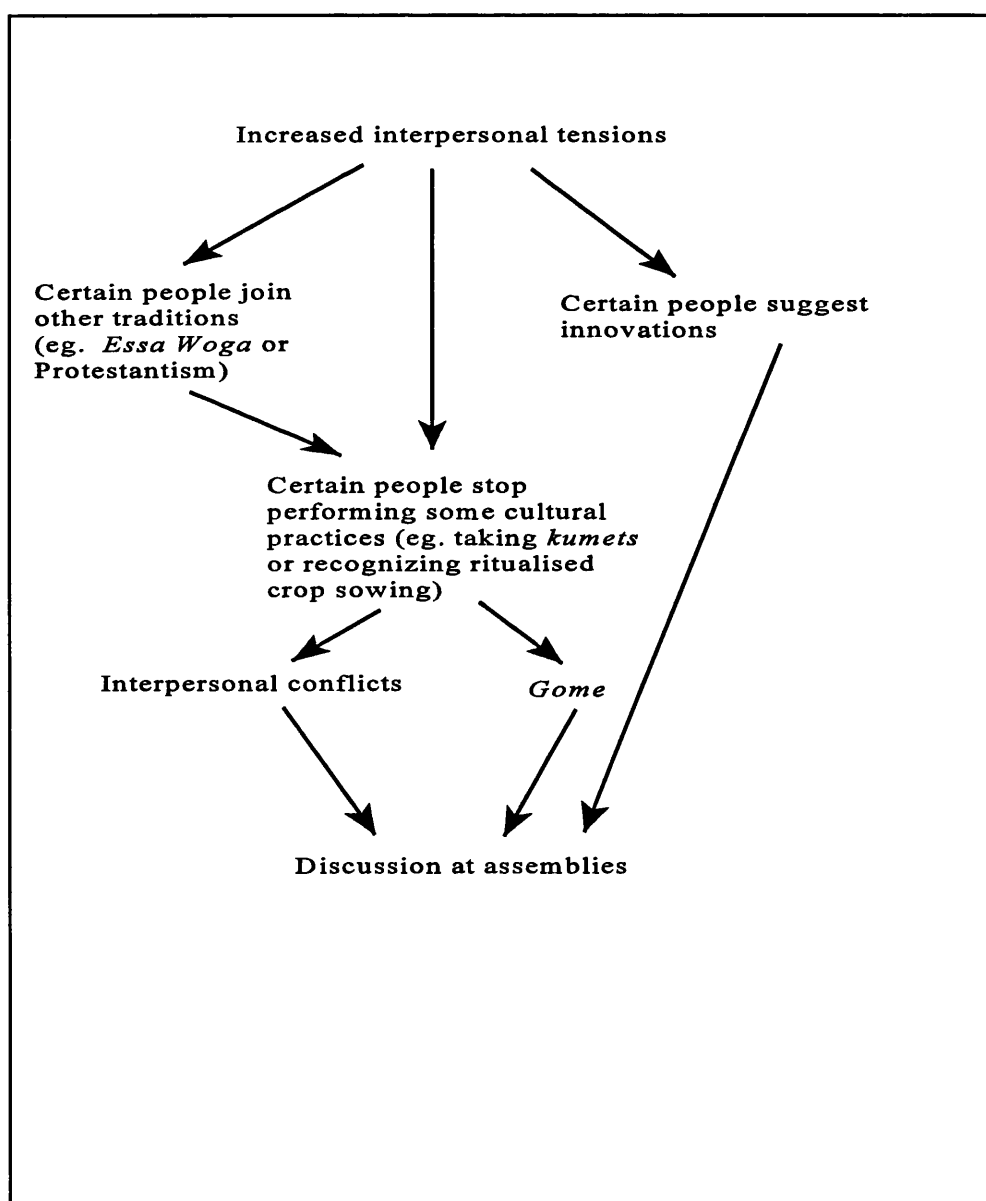 Increased interpersonal tensions
Certain people join
other traditions
(eg. Essa Woga or
Protestantism)
Certain people suggest
innovations
Certain people stop
performing some cultural
practices (eg. taking kumets
or recognizing ritualised
crop sowing)
Interpersonal conflicts
Gome
Discussion at assemblies